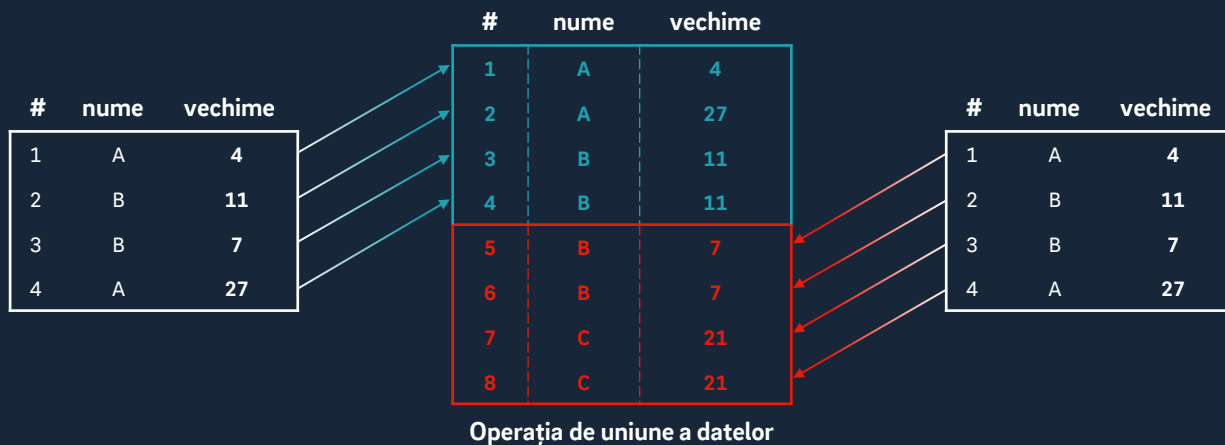 # nume vechime
1 A 4
2 B 11
3 B 7
4 A 27
# nume vechime
1 A 4
2 A 27
3 B 11
4 B 11
5 B 7
6 B 7
7 C 21
8 C 21
# nume vechime
1 A 4
2 B 11
3 B 7
4 A 27
Operația de uniune a datelor